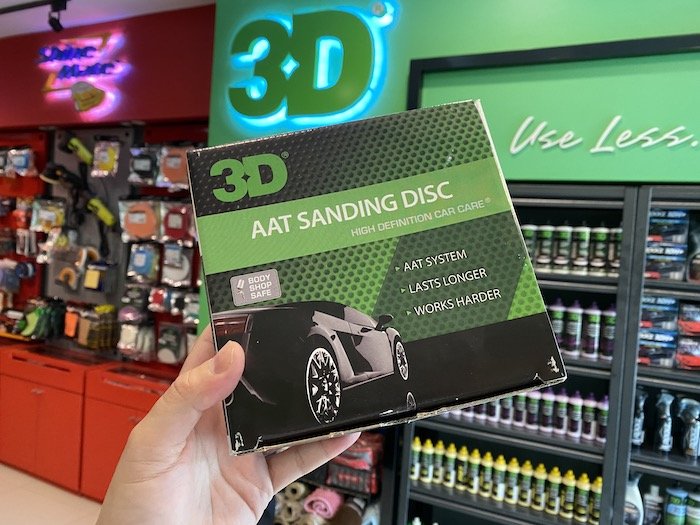 3D
Use Less.
3D
AAT SANDING DISC
HIGH DEFINITION CAR CARE®
BODY
SHOP
SAFE
AAT SYSTEM
LASTS LONGER
WORKS HARDER